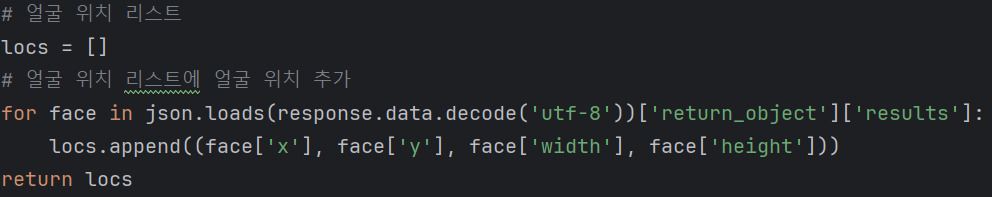 # 얼굴 위치 리스트
locs = []
# 얼굴 위치 리스트에 얼굴 위치 추가
for face in json.loads(response.data.decode('utf-8'))['return_object']['results']:
    locs.append((face['x'], face['y'], face['width'], face['height']))
return locs